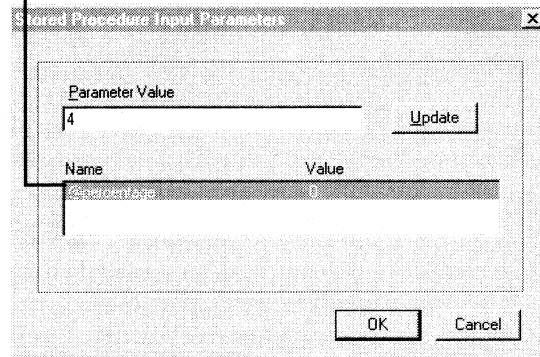 Stored Procedure Input Parameters
Parameter Value
4
Update
Name Value
@percentage 0
OK Cancel